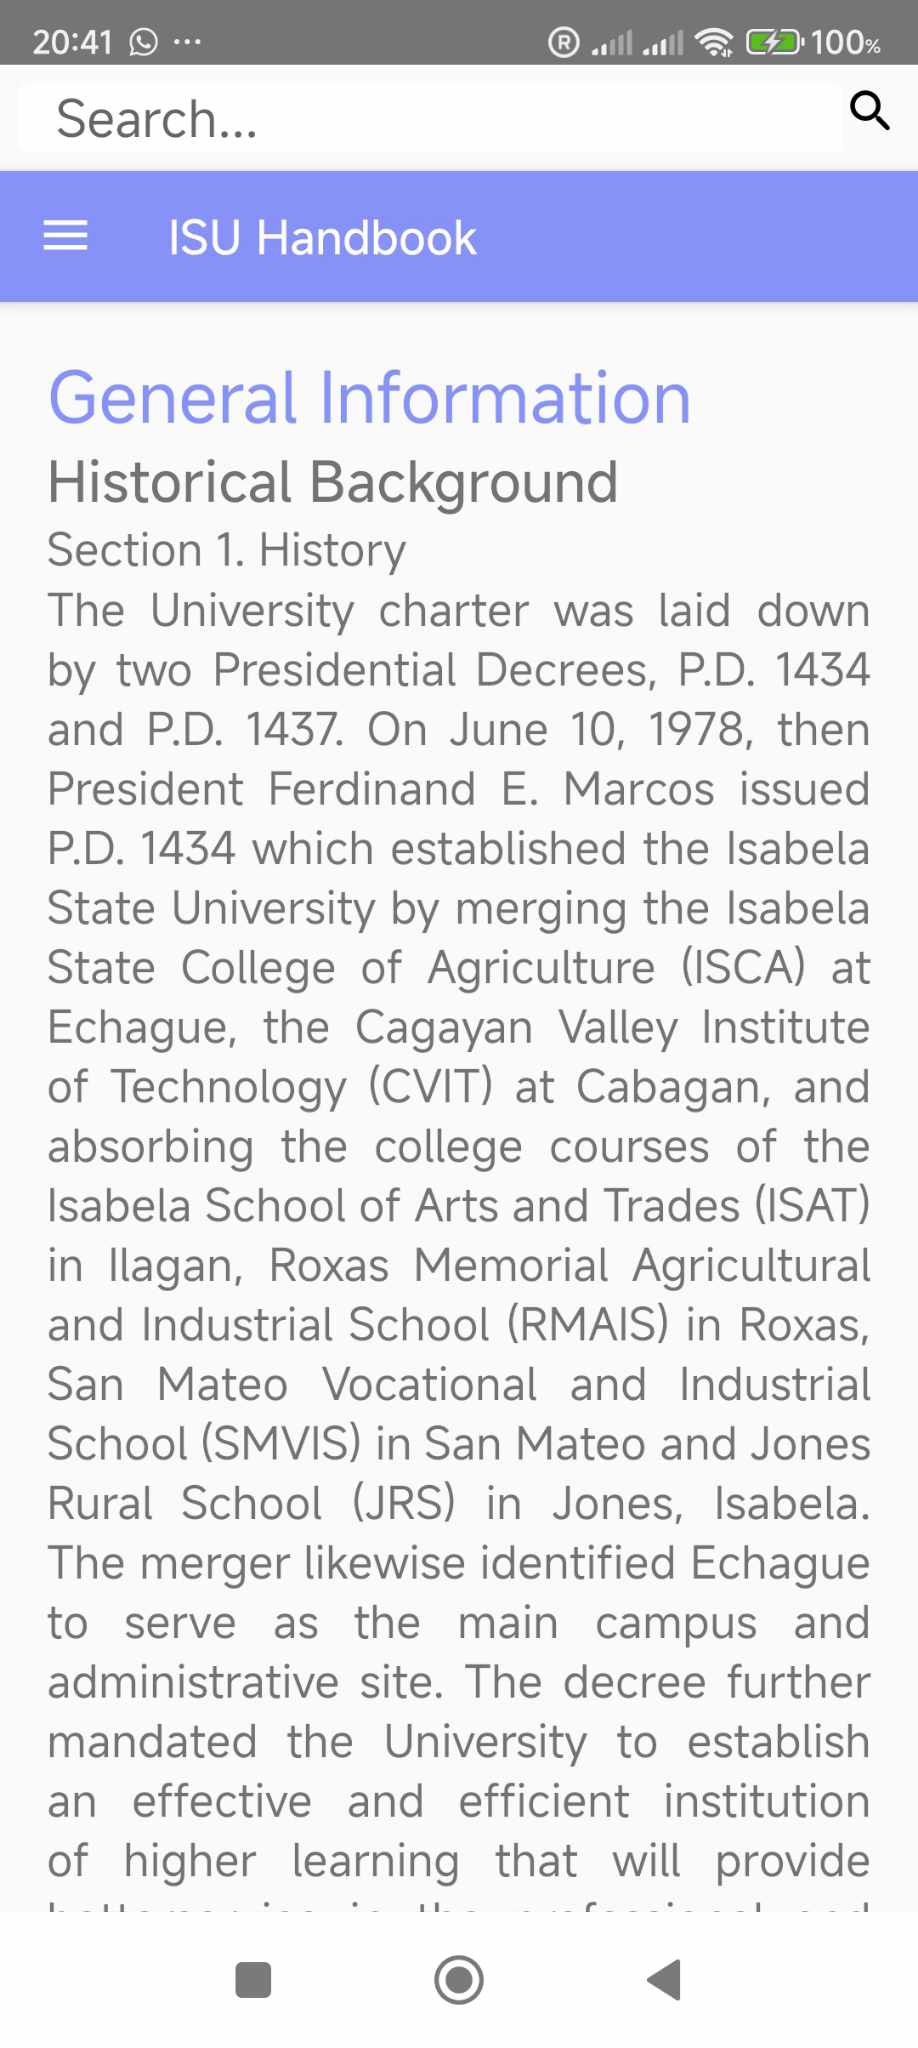 20:41 ... ® 100%
Search...
ISU Handbook
General Information
Historical Background
Section 1. History
The University charter was laid down
by two Presidential Decrees, P.D. 1434
and P.D. 1437. On June 10, 1978, then
President Ferdinand E. Marcos issued
P.D. 1434 which established the Isabela
State University by merging the Isabela
State College of Agriculture (ISCA) at
Echague, the Cagayan Valley Institute
of Technology (CVIT) at Cabagan, and
absorbing the college courses of the
Isabela School of Arts and Trades (ISAT)
in Ilagan, Roxas Memorial Agricultural
and Industrial School (RMAIS) in Roxas,
San Mateo Vocational and Industrial
School (SMVIS) in San Mateo and Jones
Rural School (JRS) in Jones, Isabela.
The merger likewise identified Echague
to serve as the main campus and
administrative site. The decree further
mandated the University to establish
an effective and efficient institution
of higher learning that will provide